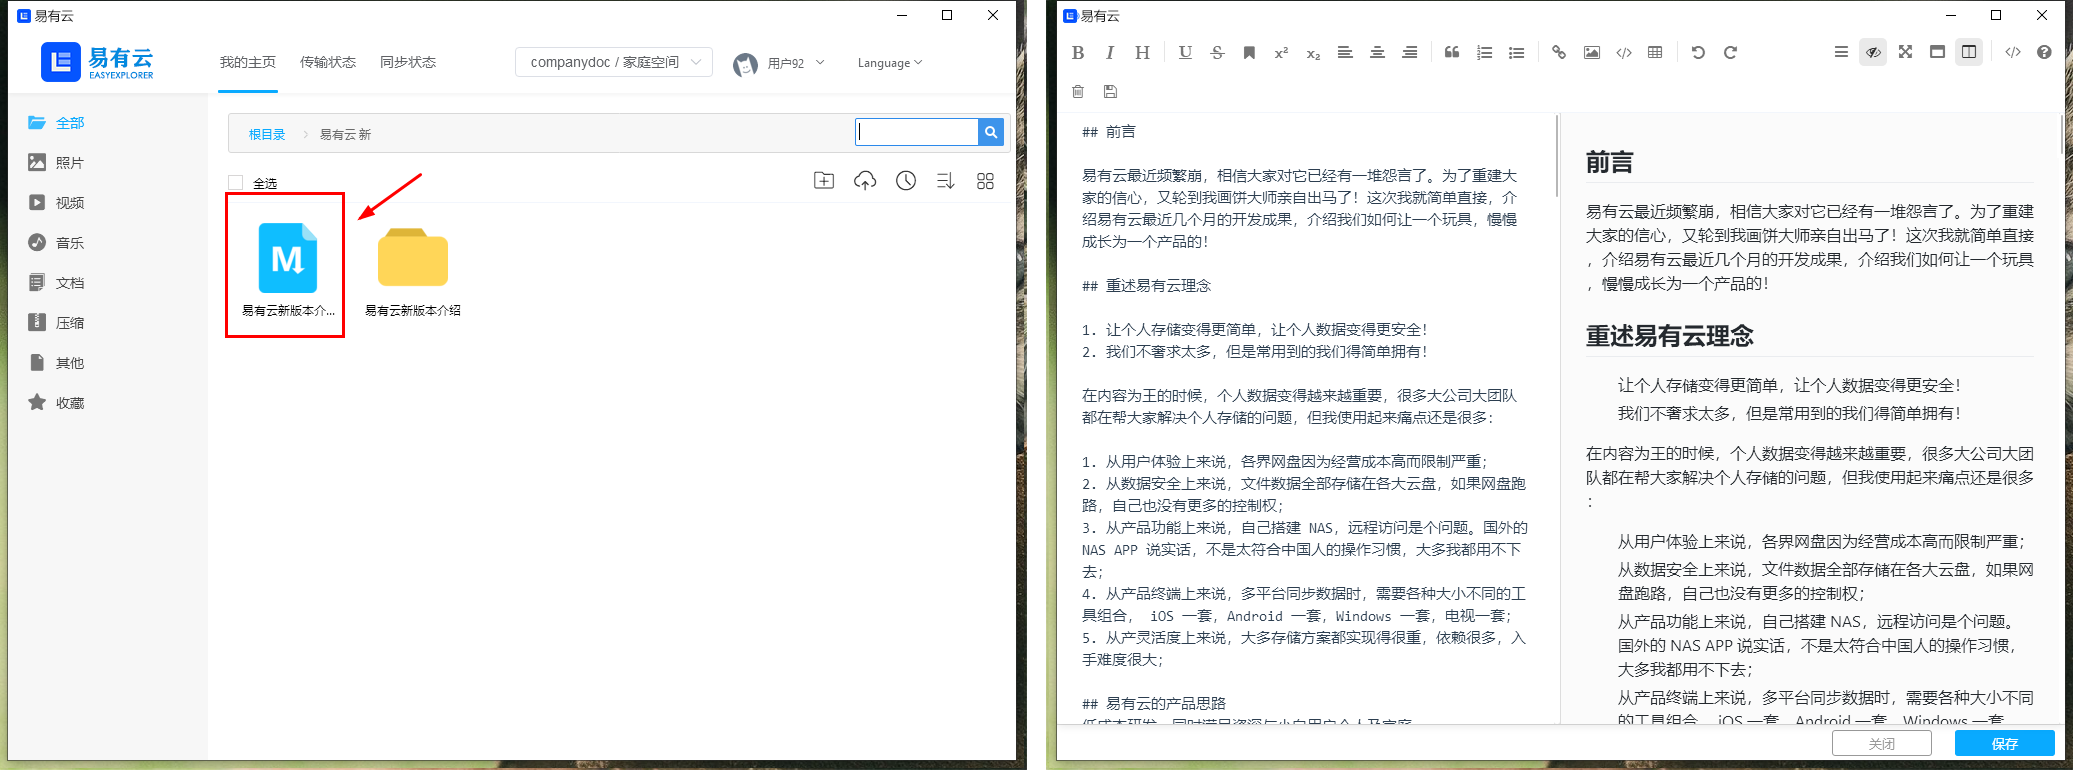 易有云
易有云
EASYEXPLORER
我的主页
传输状态
同步状态
companydoc / 家庭空间
用户92
Language
全部
照片
视频
音乐
文档
压缩
其他
收藏
根目录
易有云 新
全选
M
易有云新版本介...
易有云新版本介绍
易有云
## 前言
易有云最近频繁崩，相信大家对它已经有一堆怨言了。为了重建大
家的信心，又轮到我画饼大师亲自出马了！这次我就简单直接，介
绍易有云最近几个月的开发成果，介绍我们如何让一个玩具，慢慢
成长为一个产品的！
## 重述易有云理念
1. 让个人存储变得更简单，让个人数据变得更安全！
2. 我们不奢求太多，但是常用到的我们得简单拥有！
在内容为王的时候，个人数据变得越来越重要，很多大公司大团队
都在帮大家解决个人存储的问题，但我使用起来痛点还是很多：
1. 从用户体验上来说，各界网盘因为经营成本高而限制严重；
2. 从数据安全上来说，文件数据全部存储在各大云盘，如果网盘跑
路，自己也没有更多的控制权；
3. 从产品功能上来说，自己搭建 NAS，远程访问是个问题。国外的
NAS APP 说实话，不是太符合中国人的操作习惯，大多我都用不下
去；
4. 从产品终端上来说，多平台同步数据时，需要各种大小不同的工
具组合， iOS 一套，Android 一套，Windows 一套，电视一套；
5. 从产灵活度上来说，大多存储方案都实现得很重，依赖很多，入
手难度很大；
## 易有云的产品思路
低成本研发，同时满足资深与小白用户个人及家庭
前言
易有云最近频繁崩，相信大家对它已经有一堆怨言了。为了重建
大家的信心，又轮到我画饼大师亲自出马了！这次我就简单直接
，介绍易有云最近几个月的开发成果，介绍我们如何让一个玩具
，慢慢成长为一个产品的！
重述易有云理念
让个人存储变得更简单，让个人数据变得更安全！
我们不奢求太多，但是常用到的我们得简单拥有！
在内容为王的时候，个人数据变得越来越重要，很多大公司大团
队都在帮大家解决个人存储的问题，但我使用起来痛点还是很多
：
从用户体验上来说，各界网盘因为经营成本高而限制严重；
从数据安全上来说，文件数据全部存储在各大云盘，如果网
盘跑路，自己也没有更多的控制权；
从产品功能上来说，自己搭建 NAS，远程访问是个问题。
国外的 NAS APP 说实话，不是太符合中国人的操作习惯，
大多我都用不下去；
从产品终端上来说，多平台同步数据时，需要各种大小不同
的工具组合， iOS 一套，Android 一套，Windows 一套
关闭
保存